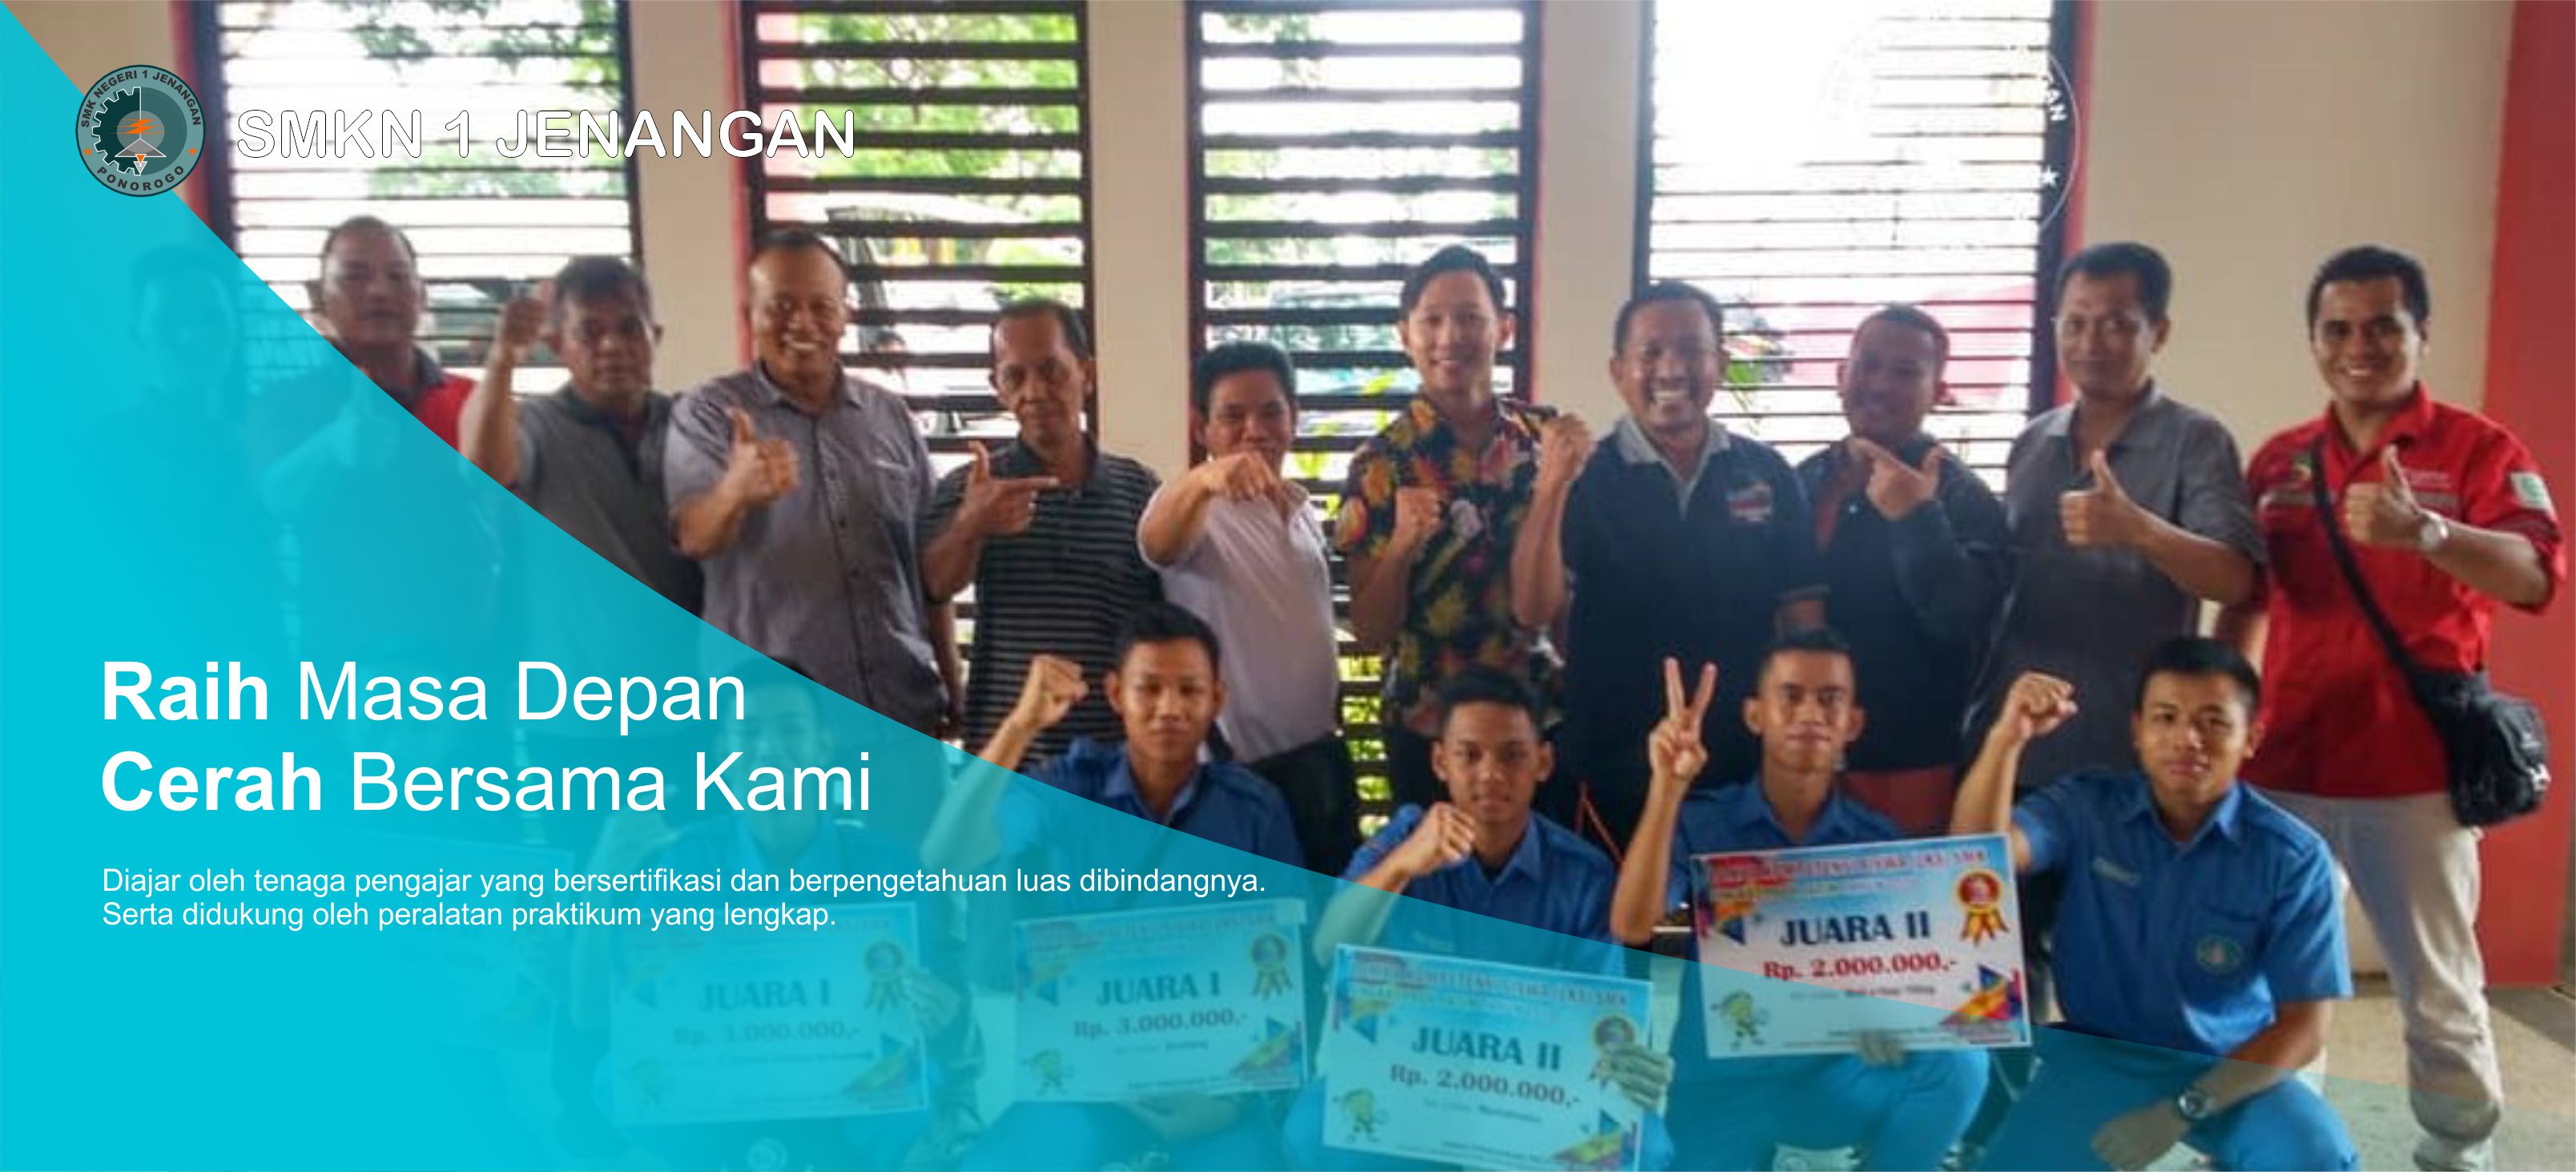 SMK NEGERI 1 JENANGAN
PONOROGO
SMKN 1 JENANGAN
Raih Masa Depan
Cerah Bersama Kami
Diajar oleh tenaga pengajar yang bersertifikasi dan berpengetahuan luas dibindangnya.
Serta didukung oleh peralatan praktikum yang lengkap.
JUARA I
Rp. 3.000.000,-
JUARA I
Rp. 3.000.000,-
JUARA II
Rp. 2.000.000,-
JUARA II
Rp. 2.000.000,-